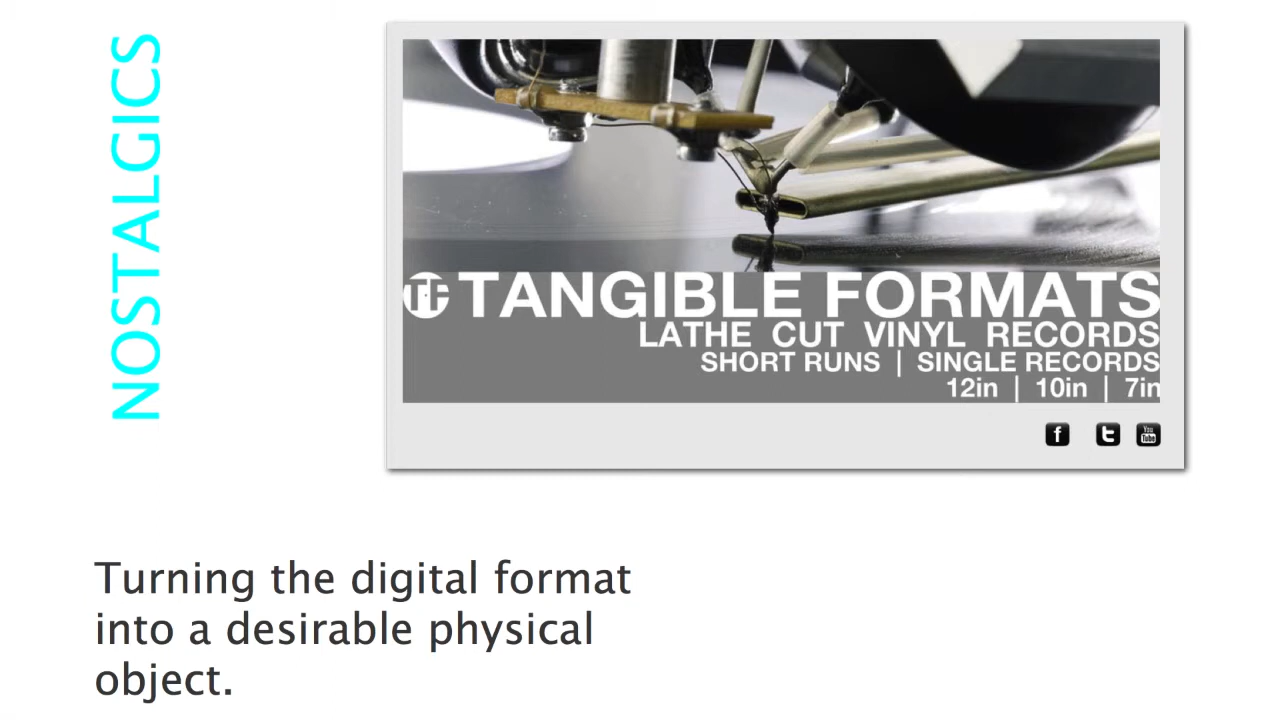 NOSTALGICS
TF TANGIBLE FORMATS
LATHE CUT VINYL RECORDS
SHORT RUNS | SINGLE RECORDS
12in | 10in | 7in
f t You Tube
Turning the digital format
into a desirable physical
object.